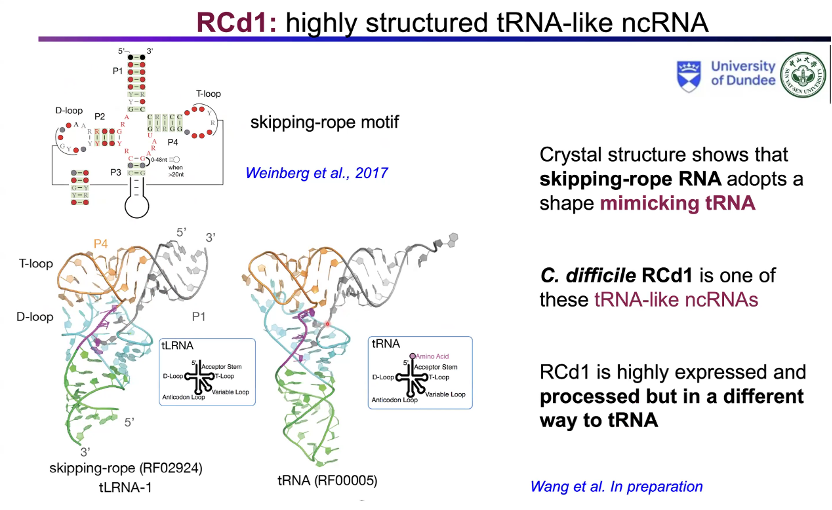 RCd1: highly structured tRNA-like ncRNA
University
of Dundee
5'
3'
P1
T-loop
D-loop
P2
P4
P3
0-48nt
when
>20nt
skipping-rope motif
Weinberg et al., 2017
Crystal structure shows that
skipping-rope RNA adopts a
shape mimicking tRNA
C. difficile RCd1 is one of
these tRNA-like ncRNAs
RCd1 is highly expressed and
processed but in a different
way to tRNA
P4
5'
3'
T-loop
D-loop
P1
tLRNA
5'
Acceptor Stem
D-Loop
T-Loop
Variable Loop
Anticodon Loop
5'
3'
tRNA
Amino Acid
5'
Acceptor Stem
D-Loop
T-Loop
Variable Loop
Anticodon Loop
skipping-rope (RF02924)
tLRNA-1
tRNA (RF00005)
Wang et al. In preparation